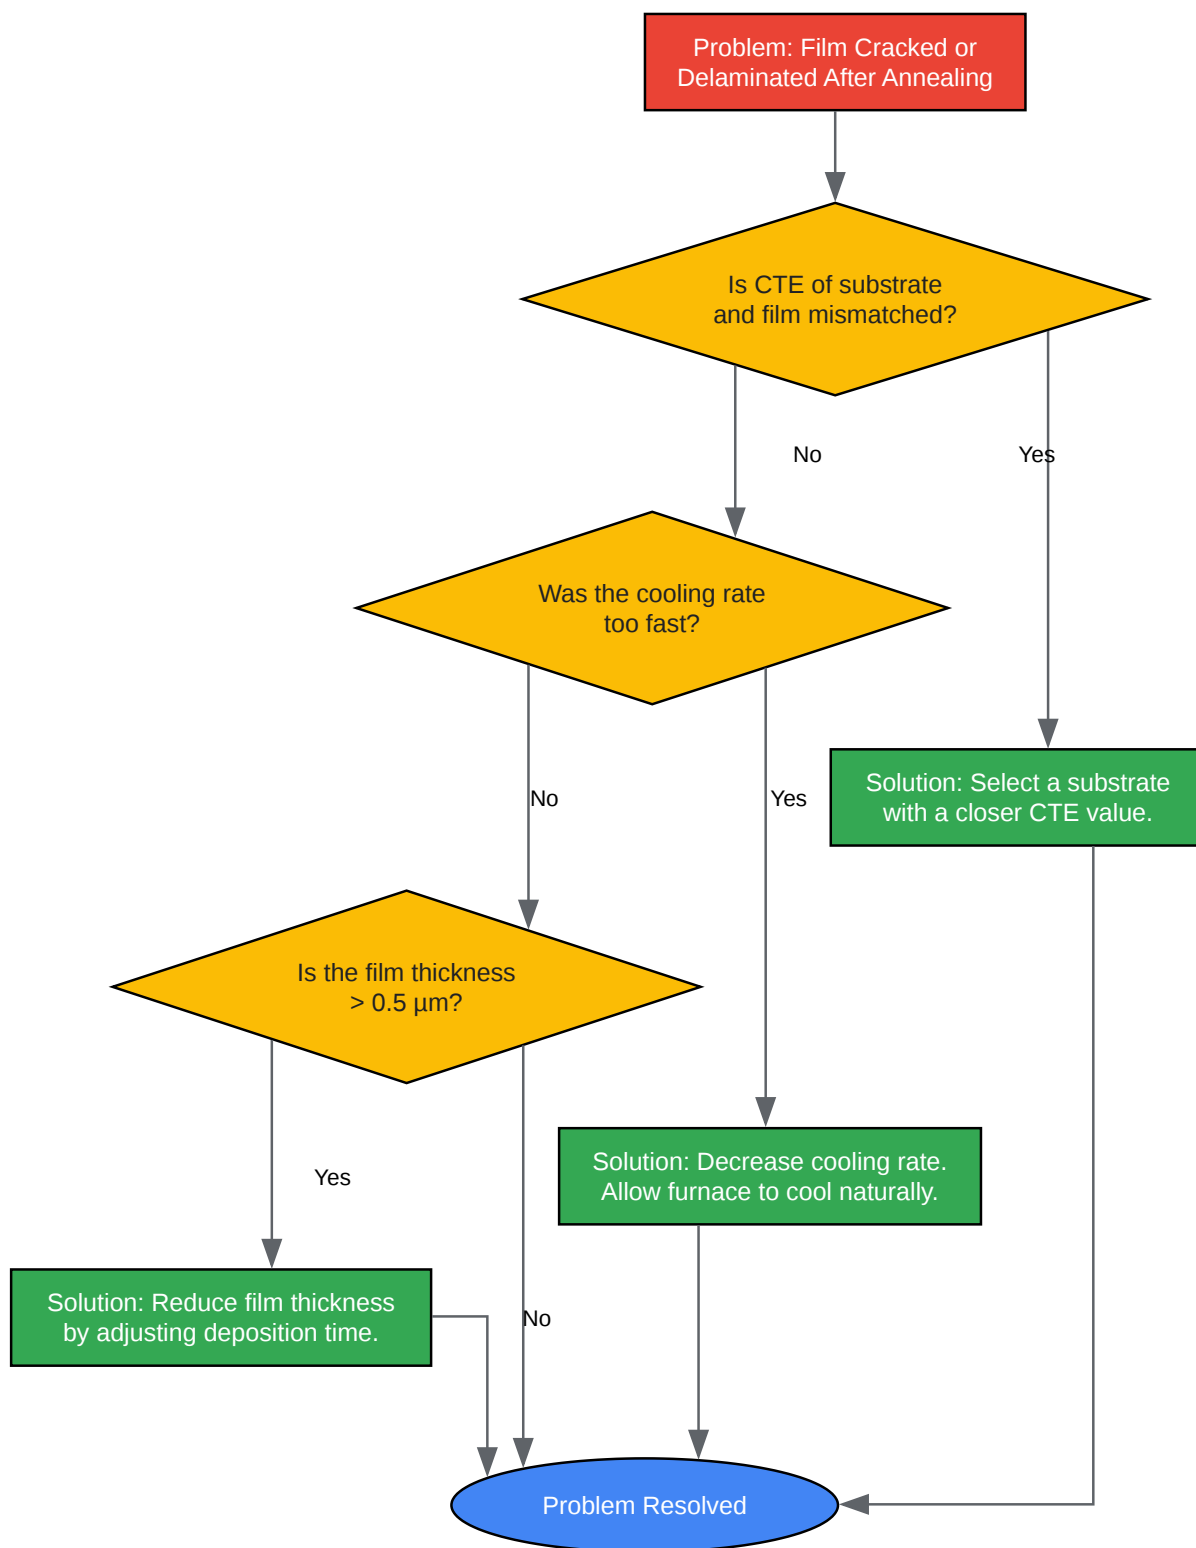 Problem: Film Cracked or
Delaminated After Annealing
Is CTE of substrate
and film mismatched?
No
Yes
Was the cooling rate
too fast?
Solution: Select a substrate
with a closer CTE value.
No
Yes
Is the film thickness
> 0.5 µm?
Solution: Decrease cooling rate.
Allow furnace to cool naturally.
Yes
Solution: Reduce film thickness
by adjusting deposition time.
No
Problem Resolved